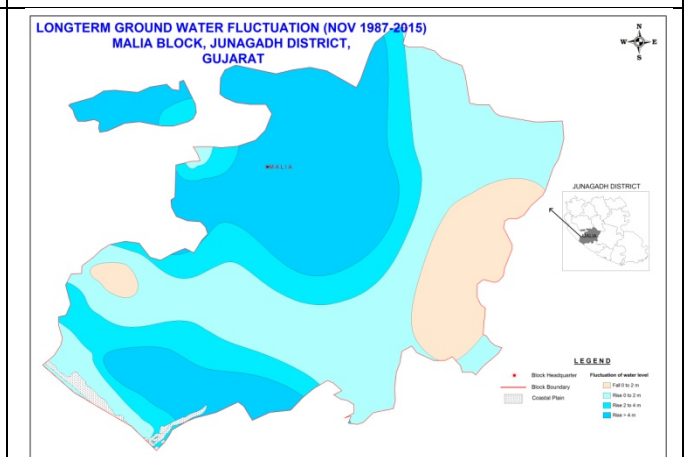 LONGTERM GROUND WATER FLUCTUATION (NOV 1987-2015)
MALIA BLOCK, JUNAGADH DISTRICT,
GUJARAT
N
W E
S
MALIA
JUNAGADH DISTRICT
MALIA
LEGEND
Block Headquarter
Block Boundary
Coastal Plain
Fluctuation of water level
Fall 0 to 2 m
Rise 0 to 2 m
Rise 2 to 4 m
Rise > 4 m